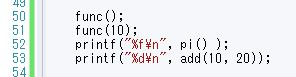 49
50 func();
51 func(10);
52 printf("%f¥n", pi() );
53 printf("%d¥n", add(10, 20));
54